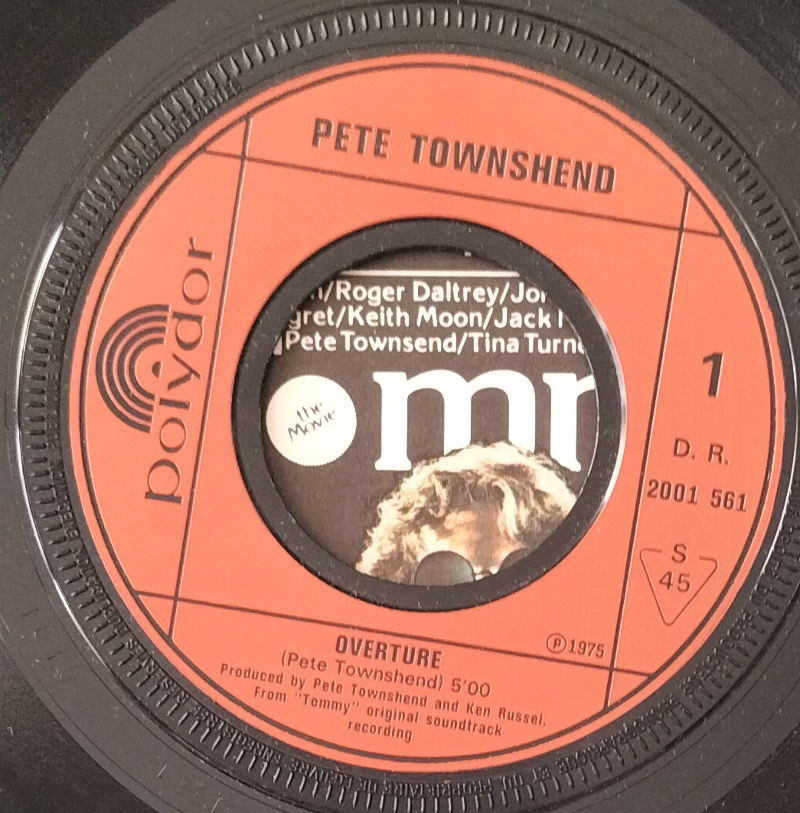 PETE TOWNSHEND
polydor
/Roger Daltrey/Jo
gret/Keith Moon/Jack
Pete Townsend/Tina Turn
the
Movie
omm
1
D. R.
2001 561
S
45
℗1975
OVERTURE
(Pete Townshend) 5'00
Produced by Pete Townshend and Ken Russel.
From "Tommy" original soundtrack
recording